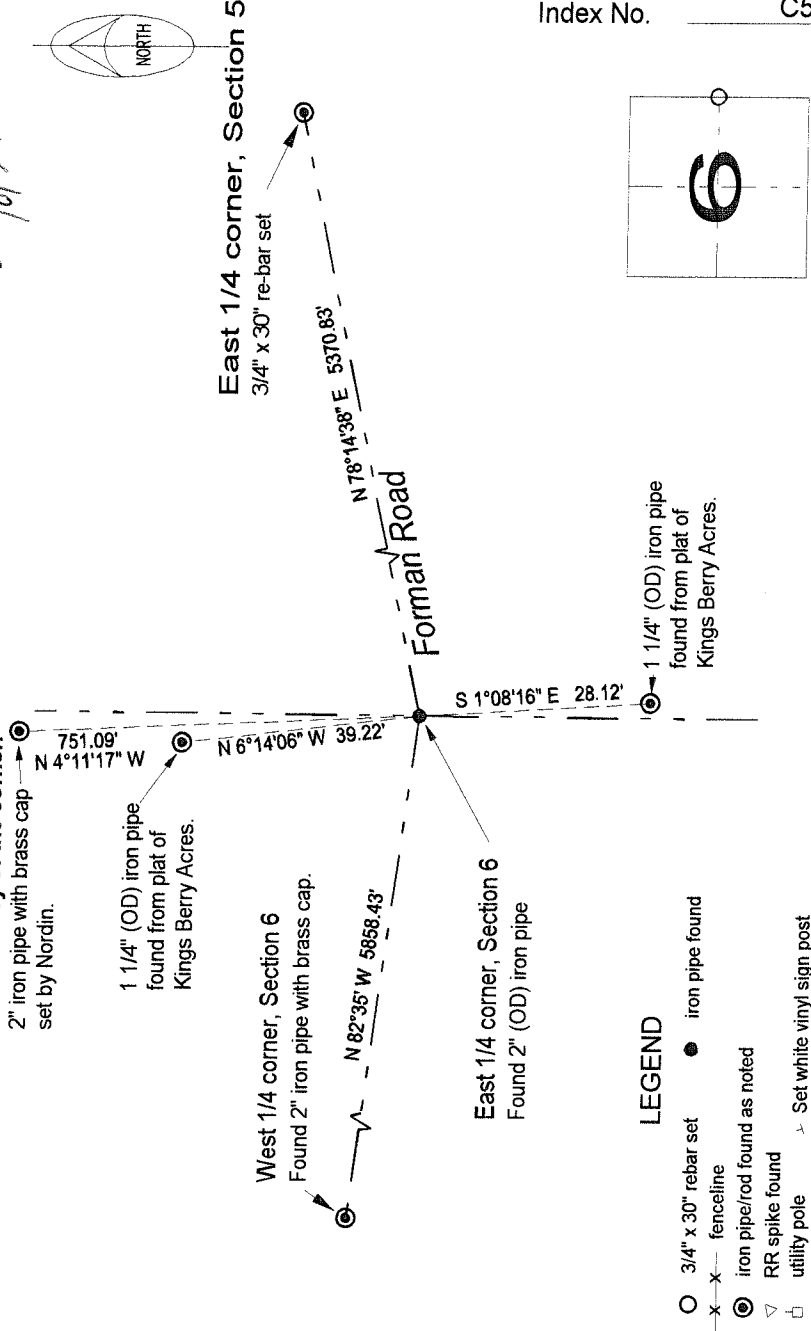 Index No. C5
NORTH
East 1/4 corner, Section 5
3/4" x 30" re-bar set
2" iron pipe with brass cap
set by Nordin.
751.09'
N 4°11'17" W
1 1/4" (OD) iron pipe
found from plat of
Kings Berry Acres.
N 6°14'06" W 39.22'
N 78°14'38" E 5370.83'
Forman Road
West 1/4 corner, Section 6
Found 2" iron pipe with brass cap.
N 82°35' W 5858.43'
S 1°08'16" E 28.12'
East 1/4 corner, Section 6
Found 2" (OD) iron pipe
1 1/4" (OD) iron pipe
found from plat of
Kings Berry Acres.
6
LEGEND
3/4" x 30" rebar set
iron pipe found
x x fenceline
iron pipe/rod found as noted
RR spike found
utility pole
Set white vinyl sign post